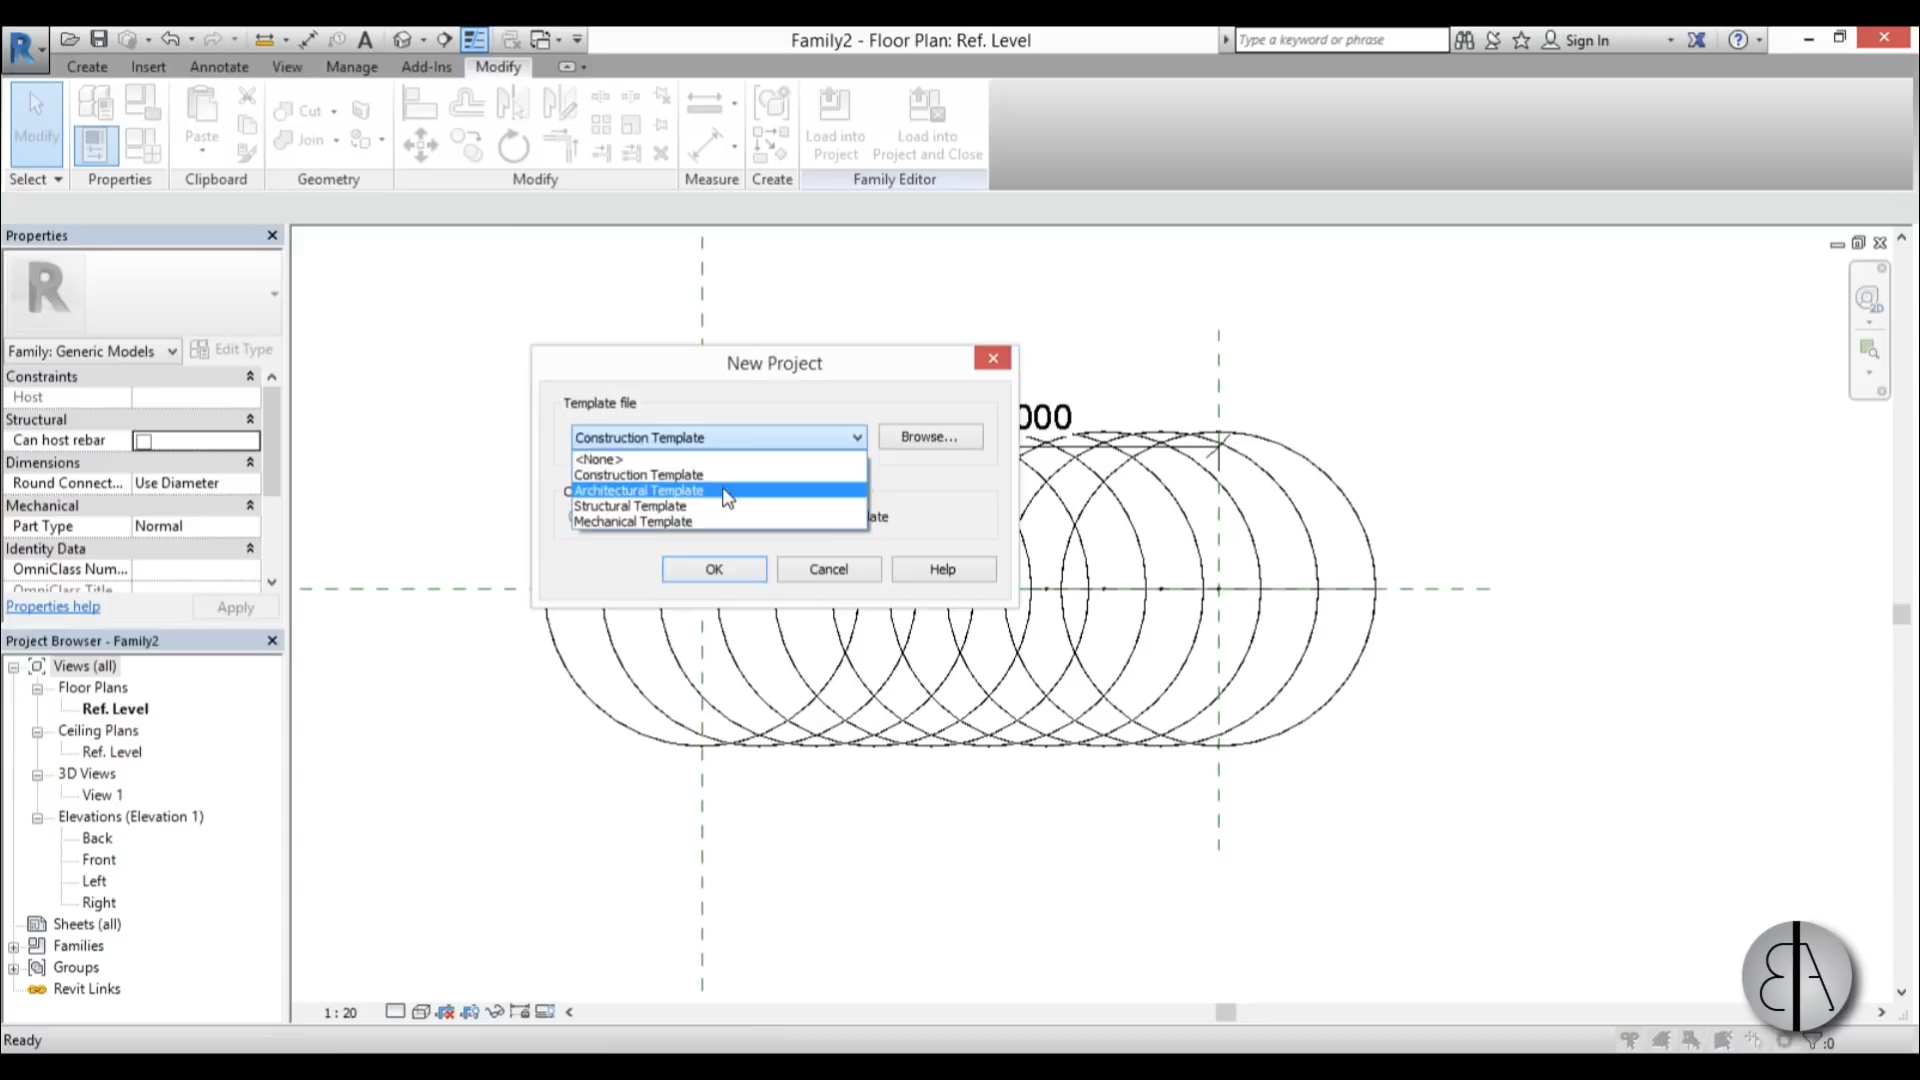 Family2 - Floor Plan: Ref. Level
Type a keyword or phrase
Sign In
Create Insert Annotate View Manage Add-Ins Modify
Modify
Paste
Cut
Join
Load into Project
Load into Project and Close
Select Properties Clipboard Geometry Modify Measure Create Family Editor
Properties
R
Family: Generic Models
Edit Type
Constraints
Host
Structural
Can host rebar
Dimensions
Round Connect... Use Diameter
Mechanical
Part Type Normal
Identity Data
OmniClass Num...
OmniClass Title
Properties help
Apply
Project Browser - Family2
Views (all)
Floor Plans
Ref. Level
Ceiling Plans
Ref. Level
3D Views
View 1
Elevations (Elevation 1)
Back
Front
Left
Right
Sheets (all)
Families
Groups
Revit Links
New Project
Template file
Construction Template
Browse...
<None>
Construction Template
Architectural Template
Structural Template
Mechanical Template
OK
Cancel
Help
000
2D
1 : 20
Ready
:0